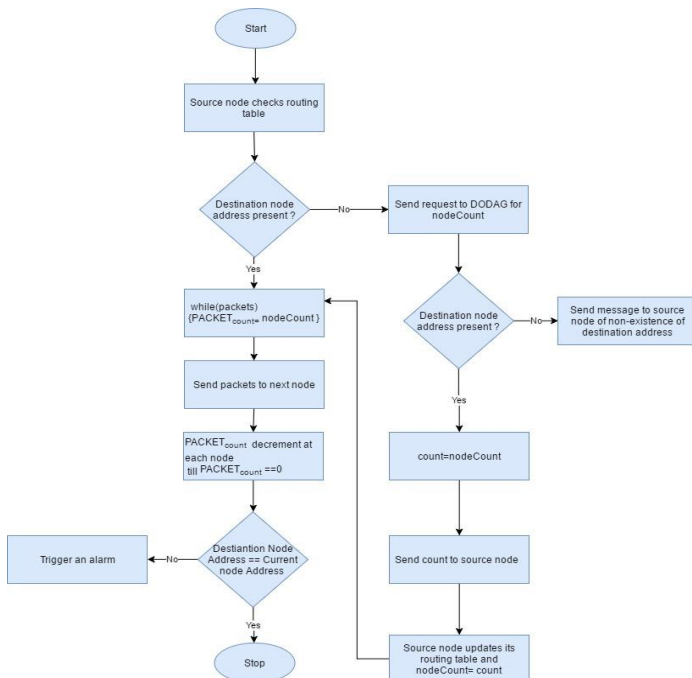 Start
Source node checks routing
table
Destination node
address present ?
No
Send request to DODAG for
nodeCount
Yes
while(packets)
{PACKETcount= nodeCount }
Destination node
address present ?
No
Send message to source
node of non-existence of
destination address
Send packets to next node
Yes
PACKETcount decrement at
each node
till PACKETcount ==0
count=nodeCount
Destiantion Node
Address == Current
node Address
No
Trigger an alarm
Send count to source node
Yes
Stop
Source node updates its
routing table and
nodeCount= count